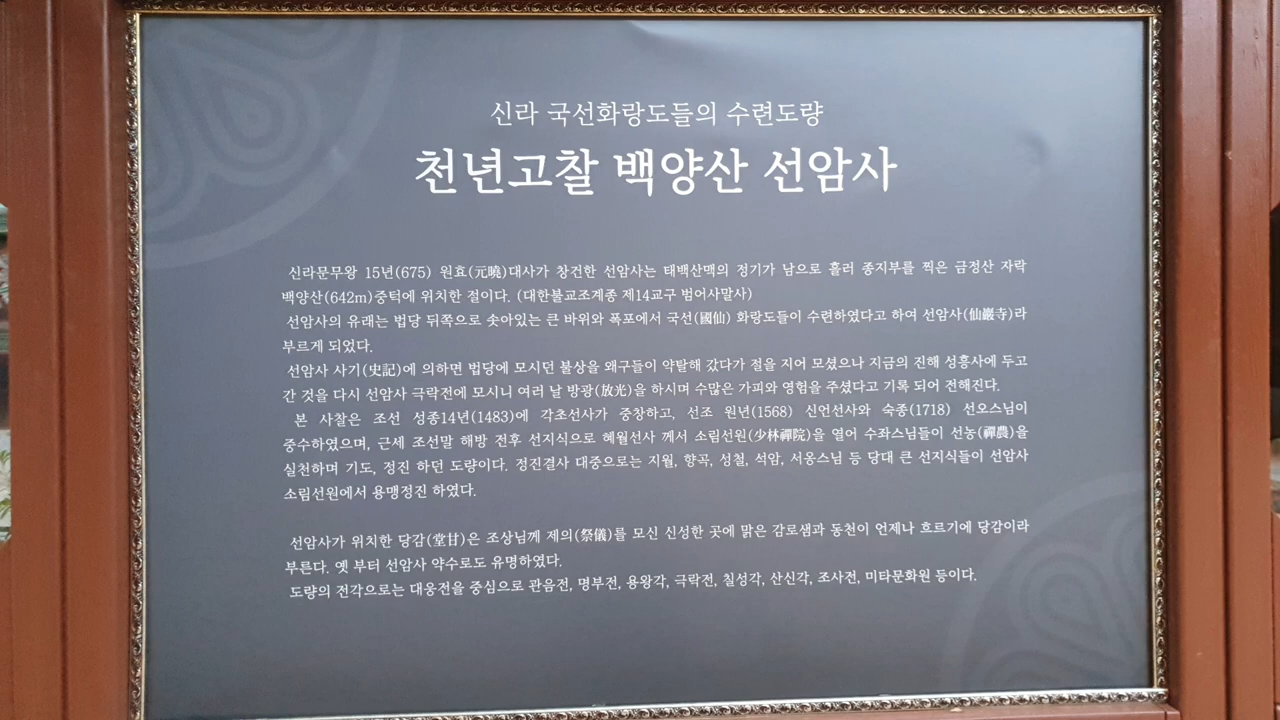 신라 국선화랑도들의 수련도량
천년고찰 백양산 선암사
신라문무왕 15년(675) 원효(元曉)대사가 창건한 선암사는 태백산맥의 정기가 남으로 흘러 종지부를 찍은 금정산 자락
백양산(642m)중턱에 위치한 절이다. (대한불교조계종 제14교구 범어사말사)
선암사의 유래는 법당 뒤쪽으로 솟아있는 큰 바위와 폭포에서 국선(國仙) 화랑도들이 수련하였다고 하여 선암사(仙巖寺)라
부르게 되었다.
선암사 사기(史記)에 의하면 법당에 모시던 불상을 왜구들이 약탈해 갔다가 절을 지어 모셨으나 지금의 진해 성흥사에 두고
간 것을 다시 선암사 극락전에 모시니 여러 날 방광(放光)을 하시며 수많은 가피와 영험을 주셨다고 기록 되어 전해진다.
본 사찰은 조선 성종14년(1483)에 각초선사가 중창하고, 선조 원년(1568) 신언선사와 숙종(1718) 선오스님이
중수하였으며, 근세 조선말 해방 전후 선지식으로 혜월선사 께서 소림선원(少林禪院)을 열어 수좌스님들이 선농(禪農)을
실천하며 기도, 정진 하던 도량이다. 정진결사 대중으로는 지월, 향곡, 성철, 석암, 서옹스님 등 당대 큰 선지식들이 선암사
소림선원에서 용맹정진 하였다.
선암사가 위치한 당감(堂甘)은 조상님께 제의(祭儀)를 모신 신성한 곳에 맑은 감로샘과 동천이 언제나 흐르기에 당감이라
부른다. 옛 부터 선암사 약수로도 유명하였다.
도량의 전각으로는 대웅전을 중심으로 관음전, 명부전, 용왕각, 극락전, 칠성각, 산신각, 조사전, 미타문화원 등이다.